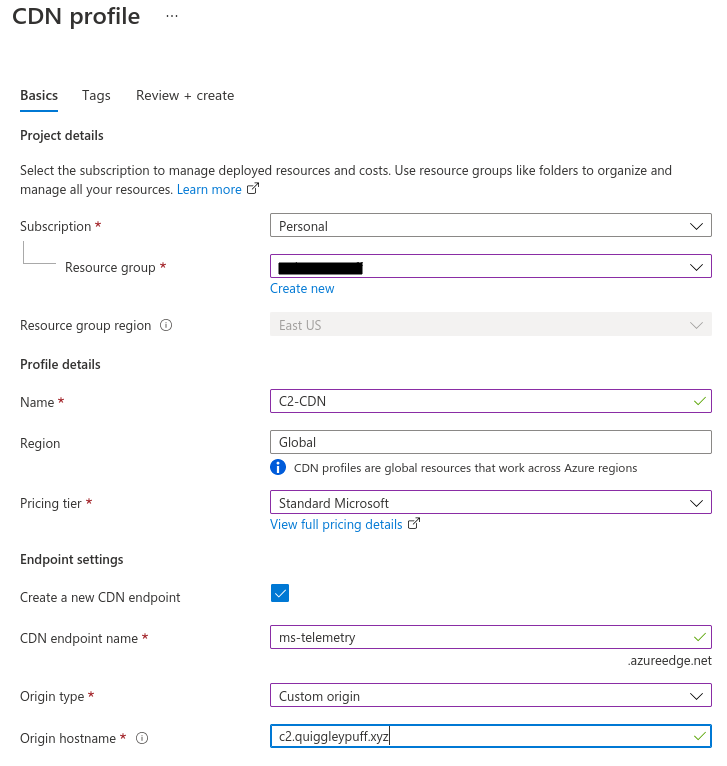 CDN profile ...
Basics Tags Review + create
Project details
Select the subscription to manage deployed resources and costs. Use resource groups like folders to organize and
manage all your resources. Learn more
Subscription * Personal
Resource group *
Create new
Resource group region East US
Profile details
Name * C2-CDN
Region Global
CDN profiles are global resources that work across Azure regions
Pricing tier * Standard Microsoft
View full pricing details
Endpoint settings
Create a new CDN endpoint
CDN endpoint name * ms-telemetry
.azureedge.net
Origin type * Custom origin
Origin hostname * c2.quiggleypuff.xyz